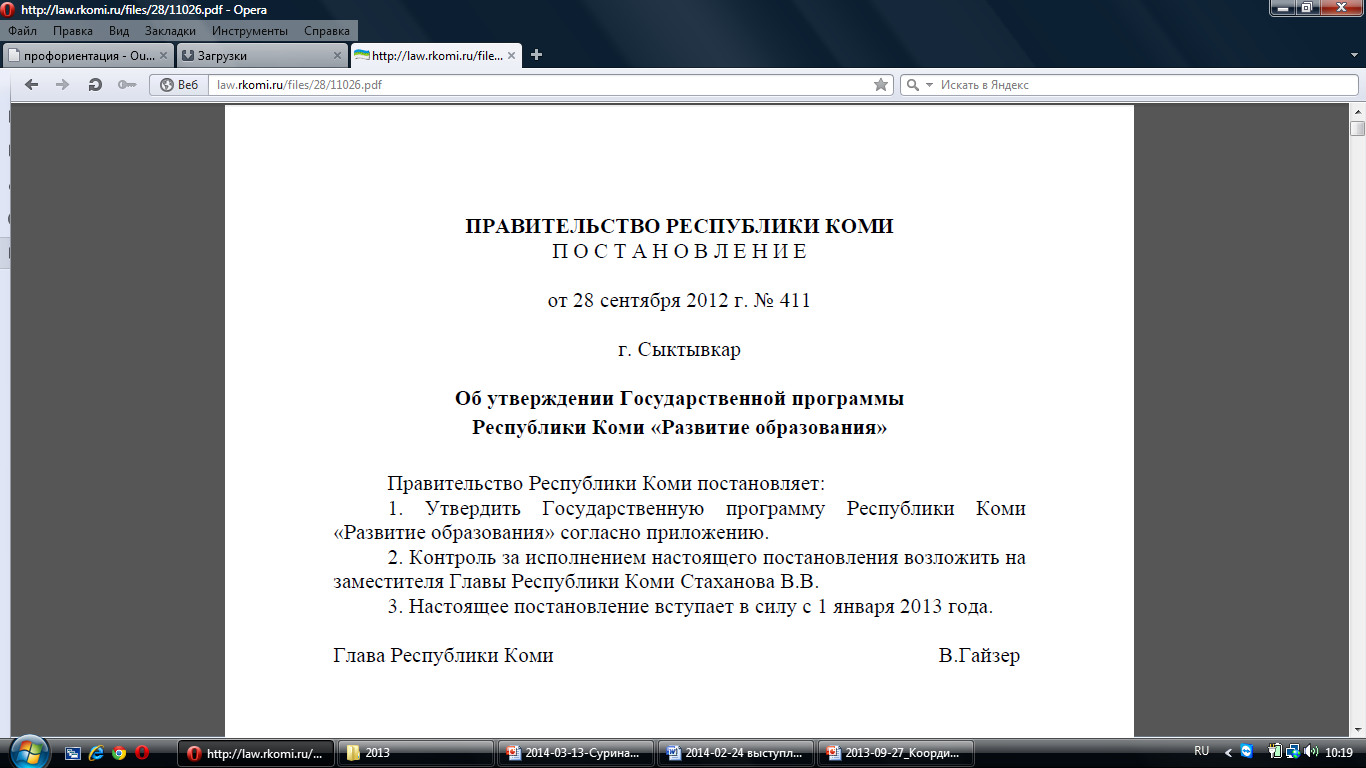 http://law.rkomi.ru/files/28/11026.pdf - Opera
Файл Правка Вид Закладки Инструменты Справка
профориентация - Ou... Загрузки http://law.rkomi.ru/file...
Веб law.rkomi.ru/files/28/11026.pdf Искать в Яндекс
ПРАВИТЕЛЬСТВО РЕСПУБЛИКИ КОМИ
П О С Т А Н О В Л Е Н И Е
от 28 сентября 2012 г. № 411
г. Сыктывкар
Об утверждении Государственной программы
Республики Коми «Развитие образования»
Правительство Республики Коми постановляет:
1. Утвердить Государственную программу Республики Коми
«Развитие образования» согласно приложению.
2. Контроль за исполнением настоящего постановления возложить на
заместителя Главы Республики Коми Стаханова В.В.
3. Настоящее постановление вступает в силу с 1 января 2013 года.
Глава Республики Коми В.Гайзер
http://law.rkomi.ru/... 2013 2014-03-13-Сурина... 2014-02-24 выступл... 2013-09-27_Коорди... RU 10:19